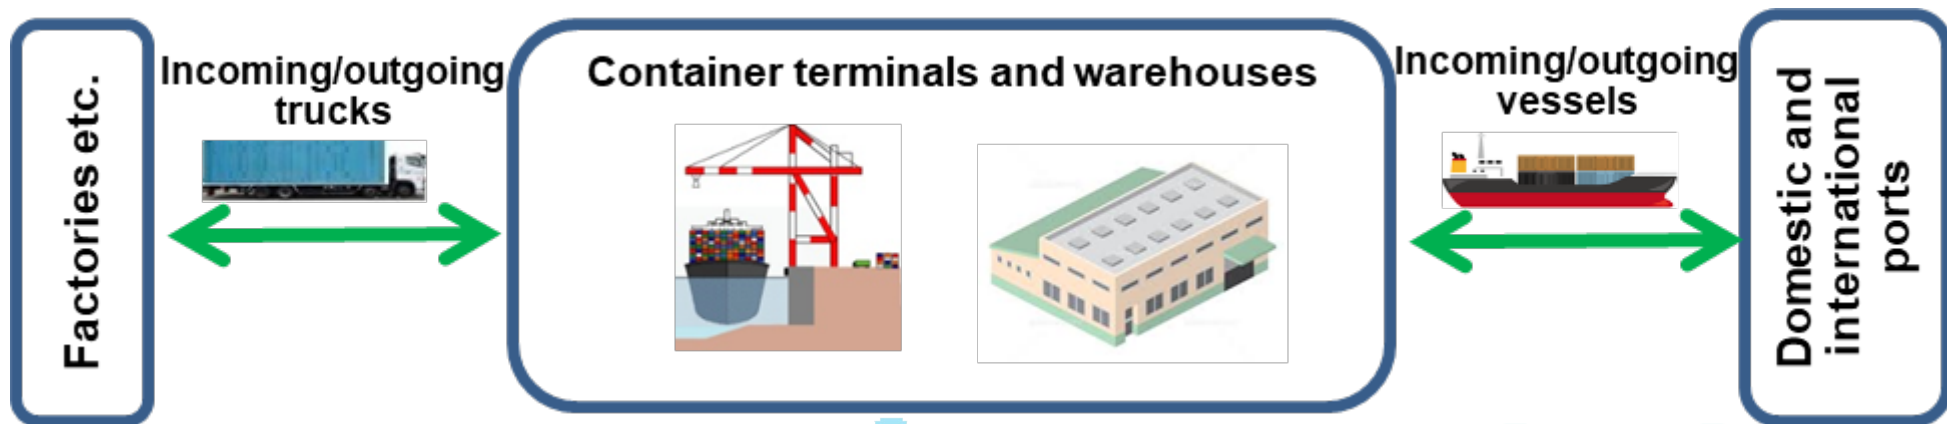 Factories etc.
Incoming/outgoing
trucks
Container terminals and warehouses
Incoming/outgoing
vessels
Domestic and
international
ports